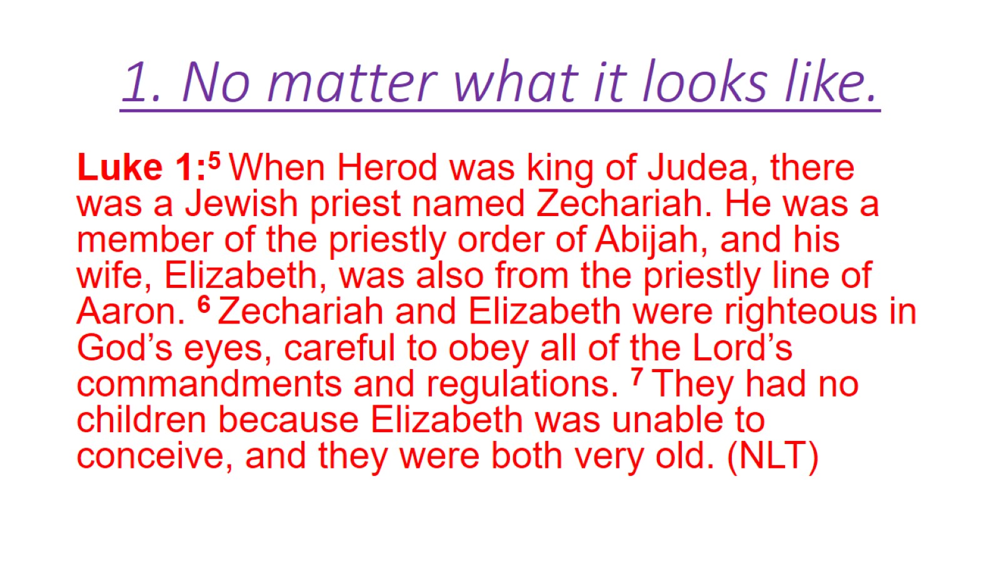 1. No matter what it looks like.
Luke 1:5 When Herod was king of Judea, there
was a Jewish priest named Zechariah. He was a
member of the priestly order of Abijah, and his
wife, Elizabeth, was also from the priestly line of
Aaron. 6 Zechariah and Elizabeth were righteous in
God’s eyes, careful to obey all of the Lord’s
commandments and regulations. 7 They had no
children because Elizabeth was unable to
conceive, and they were both very old. (NLT)